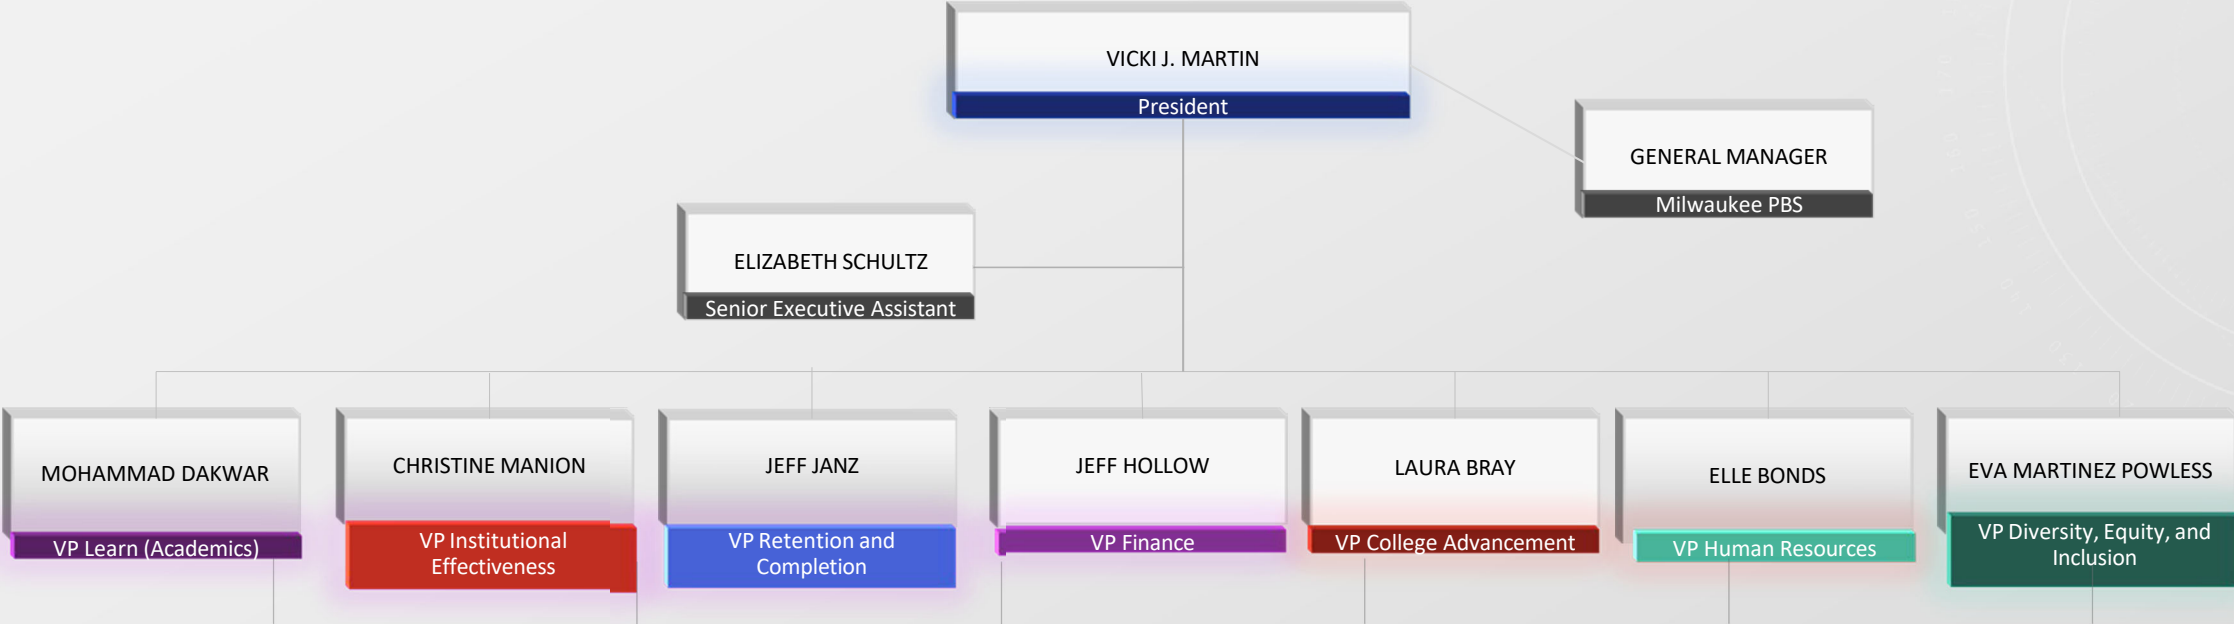 VICKI J. MARTIN
President
GENERAL MANAGER
Milwaukee PBS
ELIZABETH SCHULTZ
Senior Executive Assistant
MOHAMMAD DAKWAR
VP Learn (Academics)
CHRISTINE MANION
VP Institutional
Effectiveness
JEFF JANZ
VP Retention and
Completion
JEFF HOLLOW
VP Finance
LAURA BRAY
VP College Advancement
ELLE BONDS
VP Human Resources
EVA MARTINEZ POWLESS
VP Diversity, Equity, and
Inclusion